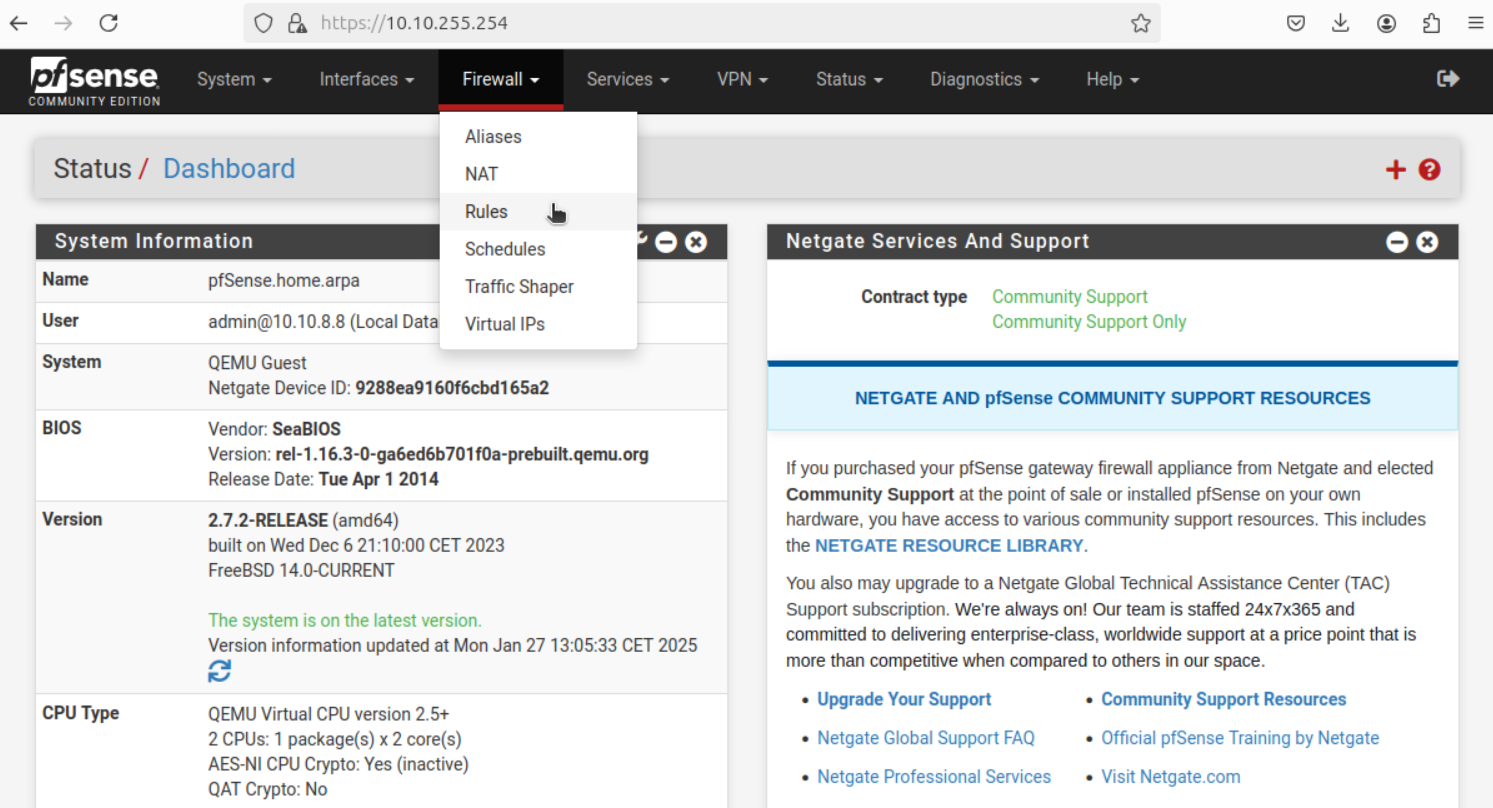 https://10.10.255.254
pfsense
COMMUNITY EDITION
System
Interfaces
Firewall
Services
VPN
Status
Diagnostics
Help
Aliases
NAT
Rules
Schedules
Traffic Shaper
Virtual IPs
Status / Dashboard
System Information
Name pfSense.home.arpa
User admin@10.10.8.8 (Local Data
System QEMU Guest
Netgate Device ID: 9288ea9160f6cbd165a2
BIOS Vendor: SeaBIOS
Version: rel-1.16.3-0-ga6ed6b701f0a-prebuilt.qemu.org
Release Date: Tue Apr 1 2014
Version 2.7.2-RELEASE (amd64)
built on Wed Dec 6 21:10:00 CET 2023
FreeBSD 14.0-CURRENT
The system is on the latest version.
Version information updated at Mon Jan 27 13:05:33 CET 2025
CPU Type QEMU Virtual CPU version 2.5+
2 CPUs: 1 package(s) x 2 core(s)
AES-NI CPU Crypto: Yes (inactive)
QAT Crypto: No
Netgate Services And Support
Contract type Community Support
Community Support Only
NETGATE AND pfSense COMMUNITY SUPPORT RESOURCES
If you purchased your pfSense gateway firewall appliance from Netgate and elected
Community Support at the point of sale or installed pfSense on your own
hardware, you have access to various community support resources. This includes
the NETGATE RESOURCE LIBRARY.
You also may upgrade to a Netgate Global Technical Assistance Center (TAC)
Support subscription. We're always on! Our team is staffed 24x7x365 and
committed to delivering enterprise-class, worldwide support at a price point that is
more than competitive when compared to others in our space.
• Upgrade Your Support
• Community Support Resources
• Netgate Global Support FAQ
• Official pfSense Training by Netgate
• Netgate Professional Services
• Visit Netgate.com